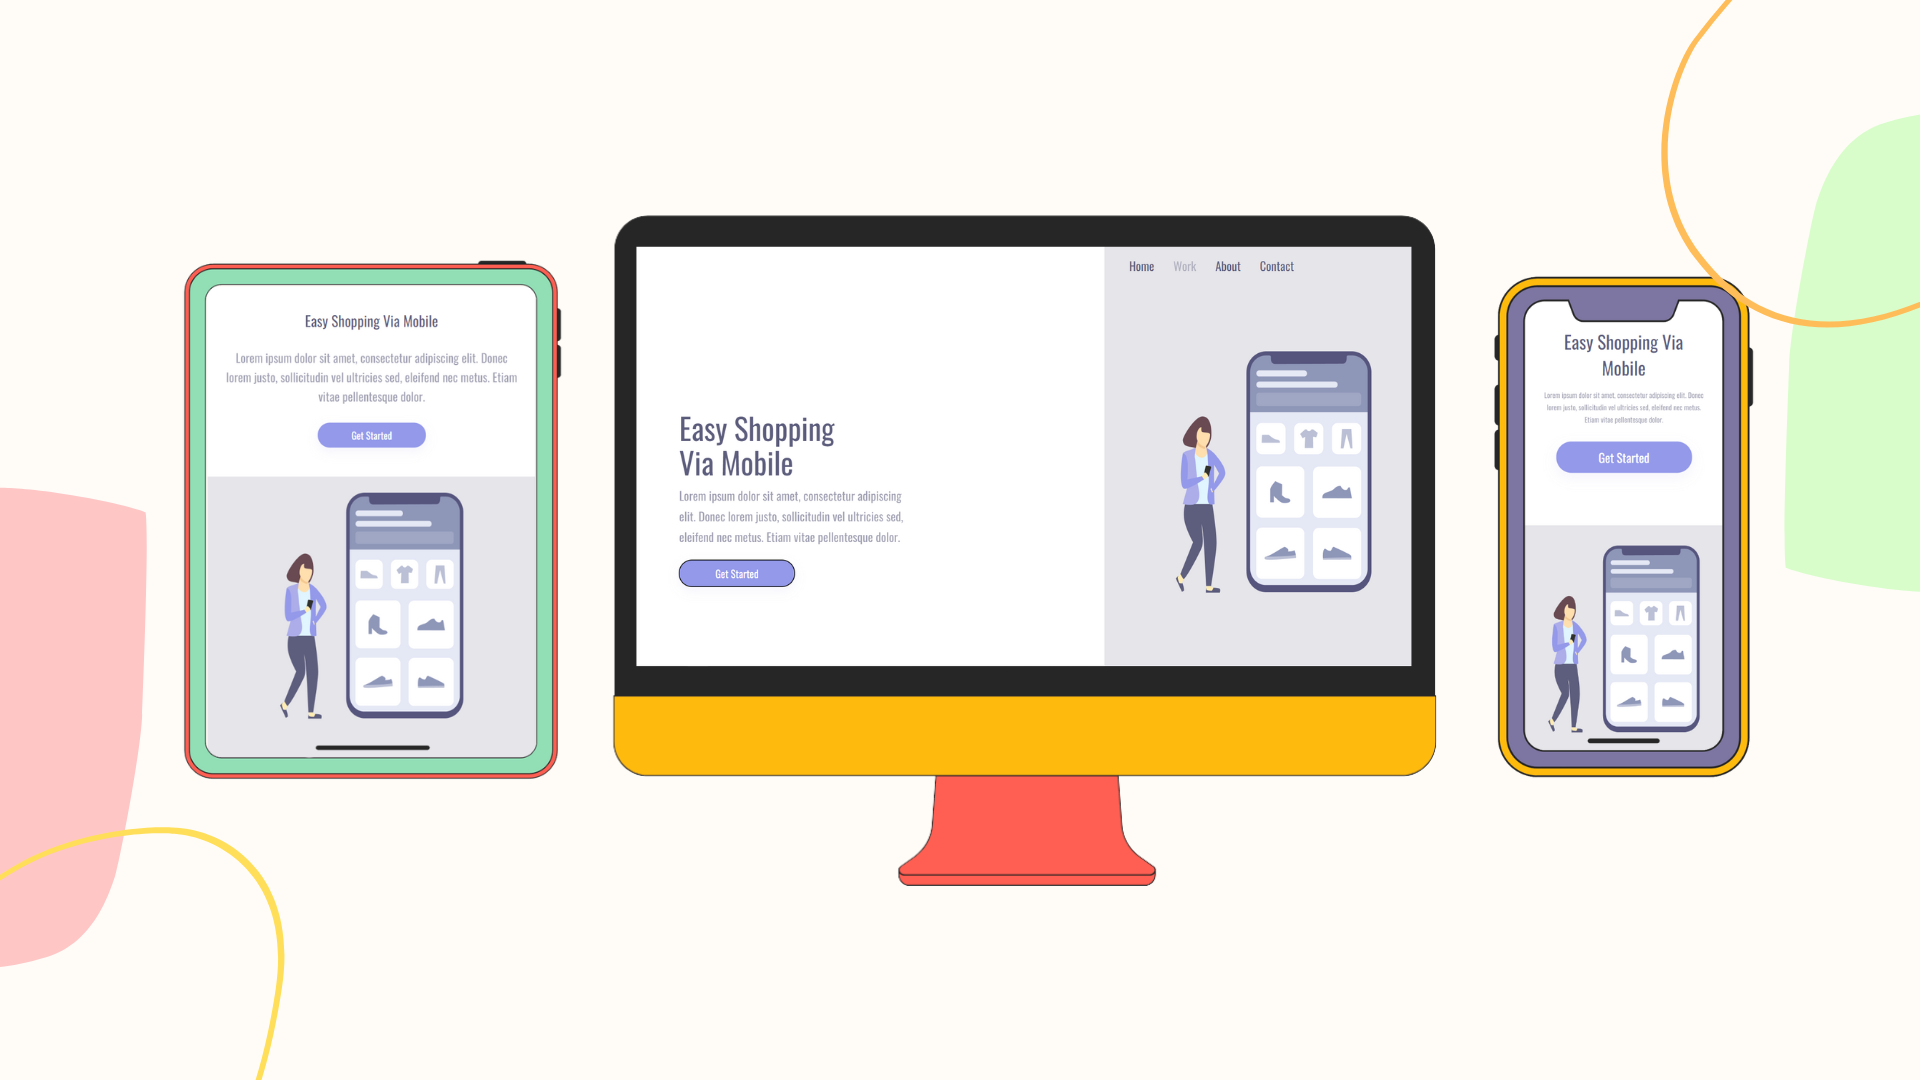 Easy Shopping Via Mobile
Lorem ipsum dolor sit amet, consectetur adipiscing elit. Donec
lorem justo, sollicitudin vel ultricies sed, eleifend nec metus. Etiam
vitae pellentesque dolor.
Get Started
Home Work About Contact
Easy Shopping
Via Mobile
Lorem ipsum dolor sit amet, consectetur adipiscing
elit. Donec lorem justo, sollicitudin vel ultricies sed,
eleifend nec metus. Etiam vitae pellentesque dolor.
Get Started
Easy Shopping Via
Mobile
Lorem ipsum dolor sit amet, consectetur adipiscing elit. Donec
lorem justo, sollicitudin vel ultricies sed, eleifend nec metus.
Etiam vitae pellentesque dolor.
Get Started